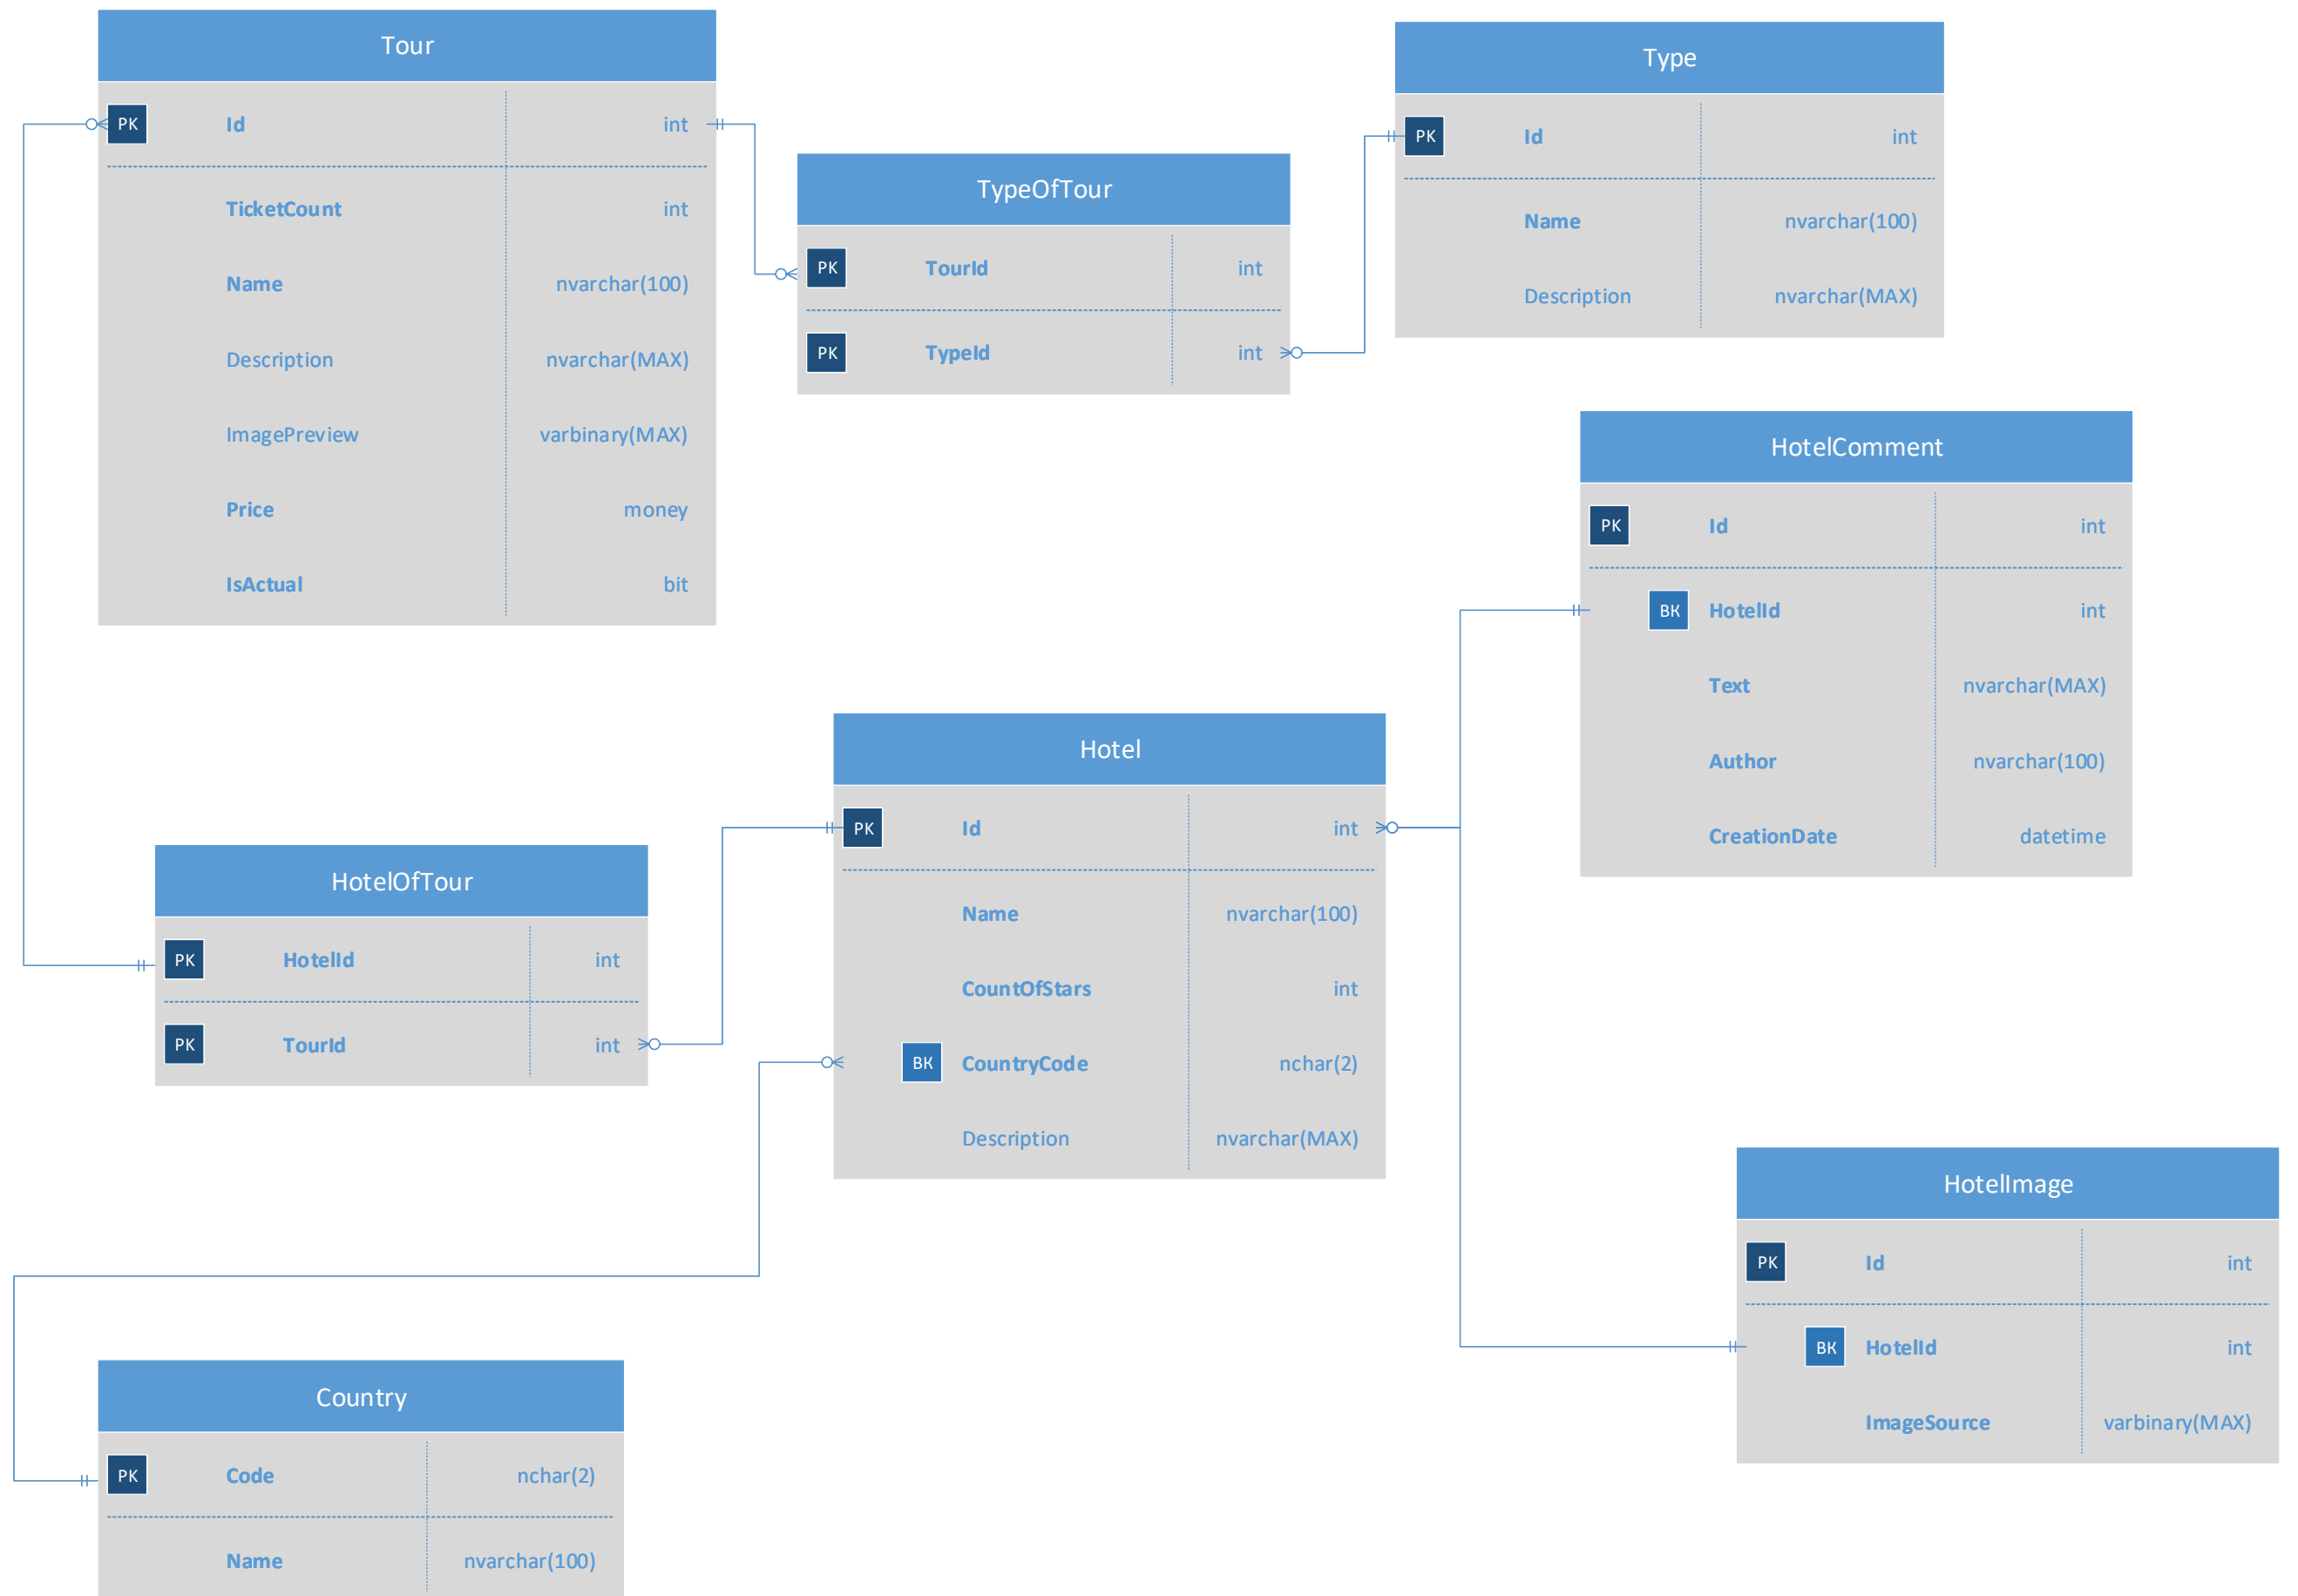 Tour
PK Id int
TicketCount int
Name nvarchar(100)
Description nvarchar(MAX)
ImagePreview varbinary(MAX)
Price money
IsActual bit
TypeOfTour
PK TourId int
PK TypeId int
Type
PK Id int
Name nvarchar(100)
Description nvarchar(MAX)
HotelComment
PK Id int
ВК HotelId int
Text nvarchar(MAX)
Author nvarchar(100)
CreationDate datetime
Hotel
PK Id int
Name nvarchar(100)
CountOfStars int
ВК CountryCode nchar(2)
Description nvarchar(MAX)
HotelOfTour
PK HotelId int
PK TourId int
HotelImage
PK Id int
ВК HotelId int
ImageSource varbinary(MAX)
Country
PK Code nchar(2)
Name nvarchar(100)